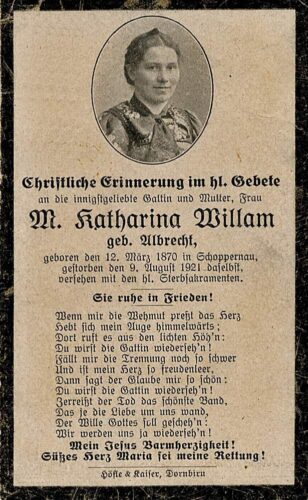 Christliche Erinnerung im hl. Gebete
an die innigstgeliebte Gattin und Mutter, Frau
M. Katharina Willam
geb. Albrecht,
geboren den 12. März 1870 in Schoppernau,
gestorben den 9. August 1921 daselbst,
versehen mit den hl. Sterbsakramenten.
Sie ruhe in Frieden!
Wenn mir die Wehmut preßt das Herz
Hebt sich mein Auge himmelwärts;
Dort ruft es aus den lichten Höh'n:
Du wirst die Gattin wiederseh'n!
Fällt mir die Trennung noch so schwer
Und ist mein Herz so freudenleer,
Dann sagt der Glaube mir so schön:
Du wirst die Gattin wiederseh'n!
Zerreißt der Tod das schönste Band,
Das je die Liebe um uns wand,
Der Wille Gottes soll gescheh'n:
Wir werden uns ja wiederseh'n!
Mein Jesus Barmherzigkeit!
Süßes Herz Mariä sei meine Rettung!
Höfle & Kaiser, Dornbirn